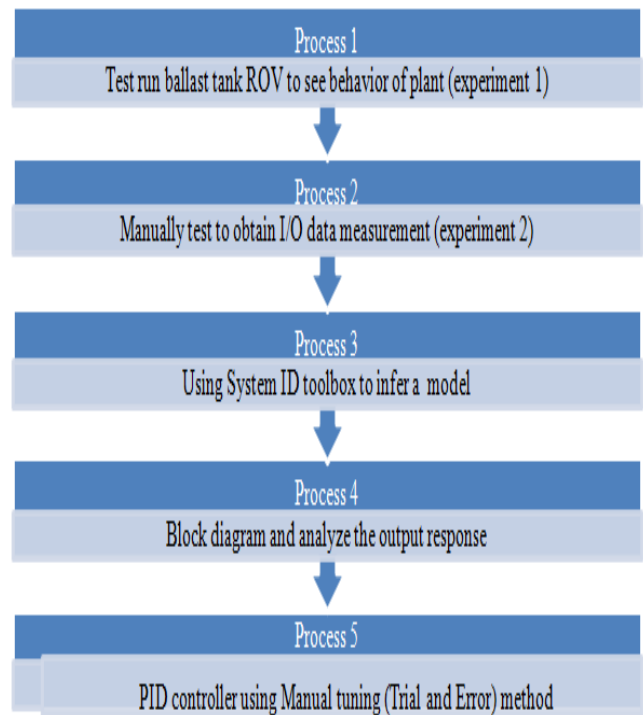 Process 1
Test run ballast tank ROV to see behavior of plant (experiment 1)
Process 2
Manually test to obtain I/O data measurement (experiment 2)
Process 3
Using System ID toolbox to infer a model
Process 4
Block diagram and analyze the output response
Process 5
PID controller using Manual tuning (Trial and Error) method